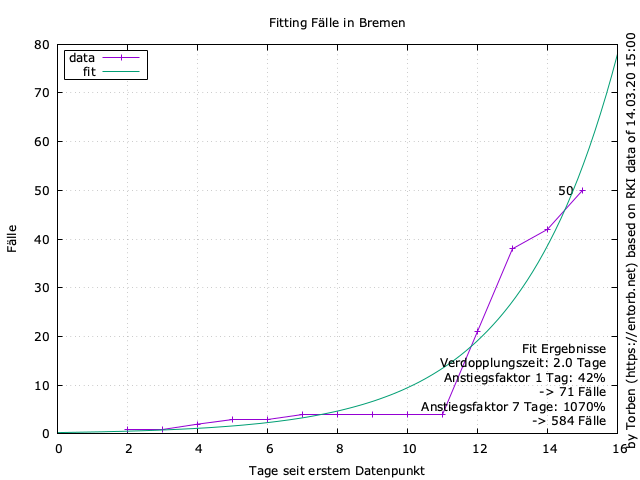 Fitting Fälle in Bremen
80
70
60
50
40
30
20
10
0
Fälle
data
fit
50
Fit Ergebnisse
Verdopplungszeit: 2.0 Tage
Anstiegsfaktor 1 Tag: 42%
-> 71 Fälle
Anstiegsfaktor 7 Tage: 1070%
-> 584 Fälle
0 2 4 6 8 10 12 14 16
Tage seit erstem Datenpunkt
by Torben (https://entorb.net) based on RKI data of 14.03.20 15:00